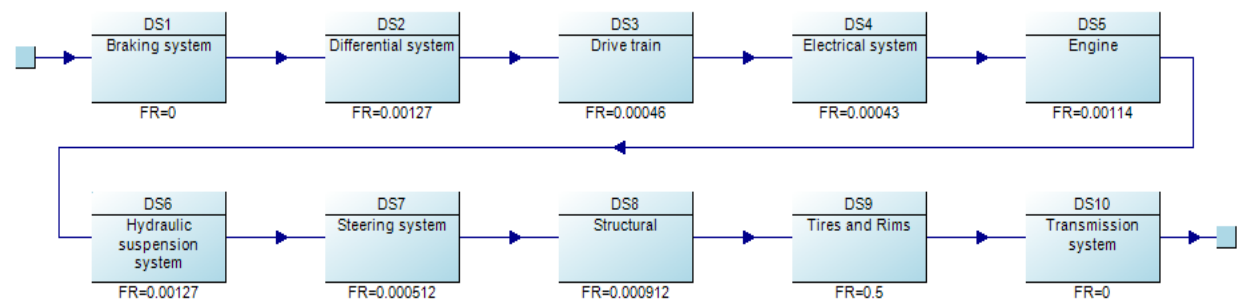 DS1
Braking system
FR=0
DS2
Differential system
FR=0.00127
DS3
Drive train
FR=0.00046
DS4
Electrical system
FR=0.00043
DS5
Engine
FR=0.00114
DS6
Hydraulic
suspension
system
FR=0.00127
DS7
Steering system
FR=0.000512
DS8
Structural
FR=0.000912
DS9
Tires and Rims
FR=0.5
DS10
Transmission
system
FR=0